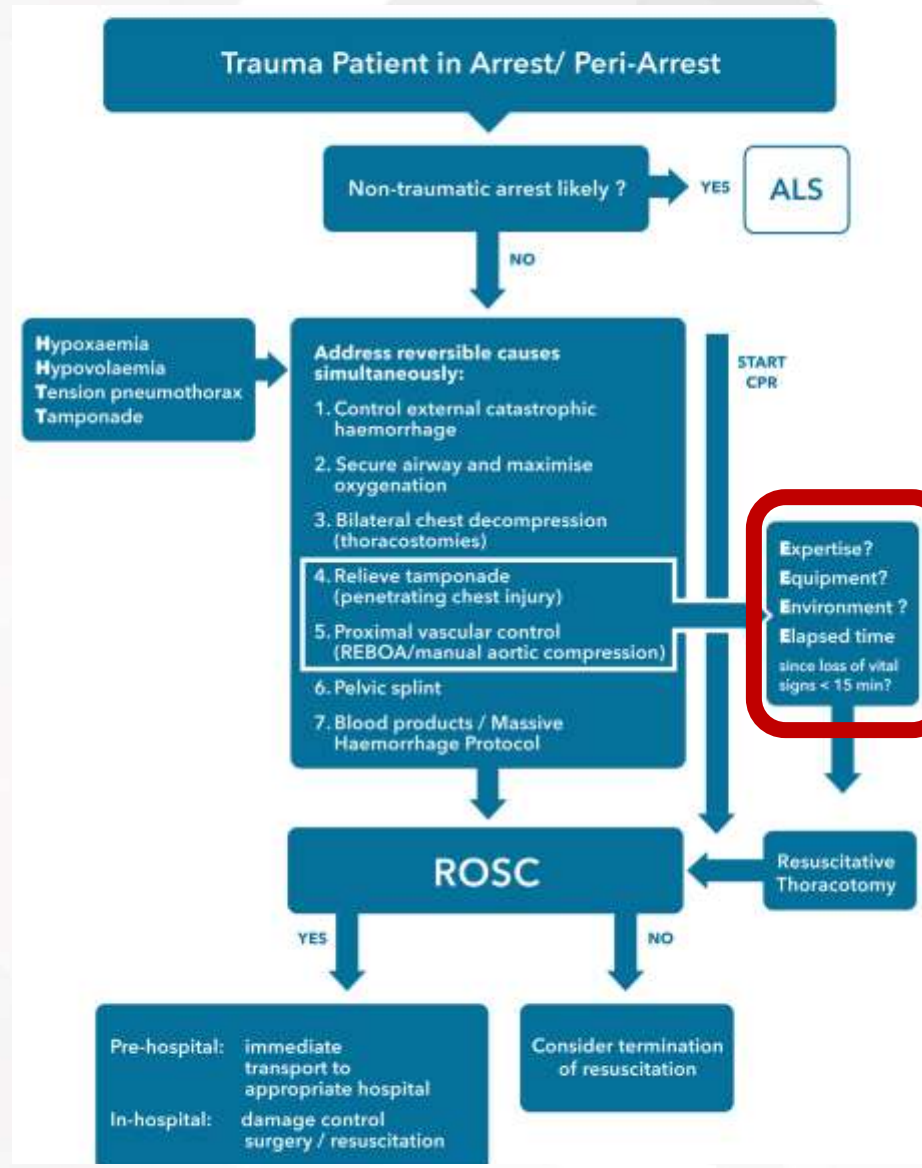 Trauma Patient in Arrest/ Peri-Arrest
Non-traumatic arrest likely ?
YES
ALS
NO
Hypoxaemia
Hypovolaemia
Tension pneumothorax
Tamponade
Address reversible causes
simultaneously:
1. Control external catastrophic
haemorrhage
2. Secure airway and maximise
oxygenation
3. Bilateral chest decompression
(thoracostomies)
4. Relieve tamponade
(penetrating chest injury)
5. Proximal vascular control
(REBOA/manual aortic compression)
6. Pelvic splint
7. Blood products / Massive
Haemorrhage Protocol
START
CPR
Expertise?
Equipment?
Environment ?
Elapsed time
since loss of vital
signs < 15 min?
Resuscitative
Thoracotomy
ROSC
YES
NO
Pre-hospital: immediate
transport to
appropriate hospital
In-hospital: damage control
surgery / resuscitation
Consider termination
of resuscitation